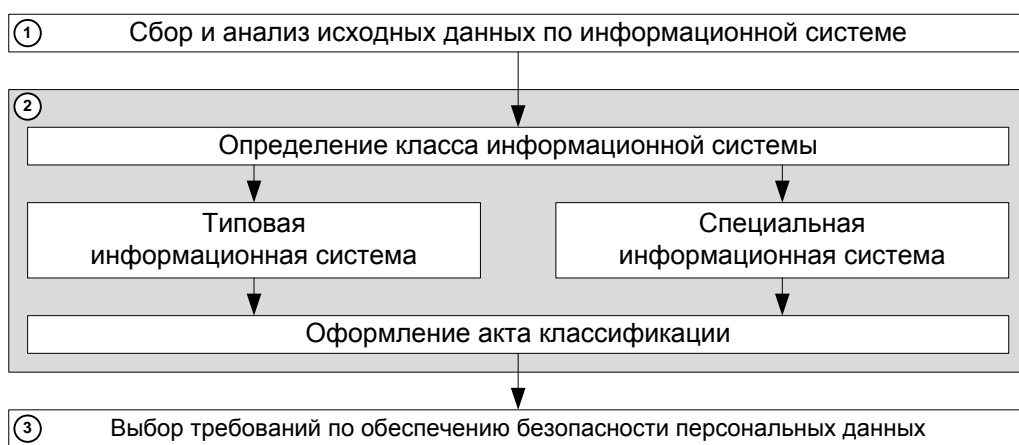 1 Сбор и анализ исходных данных по информационной системе
2
Определение класса информационной системы
Типовая
информационная система
Специальная
информационная система
Оформление акта классификации
3 Выбор требований по обеспечению безопасности персональных данных